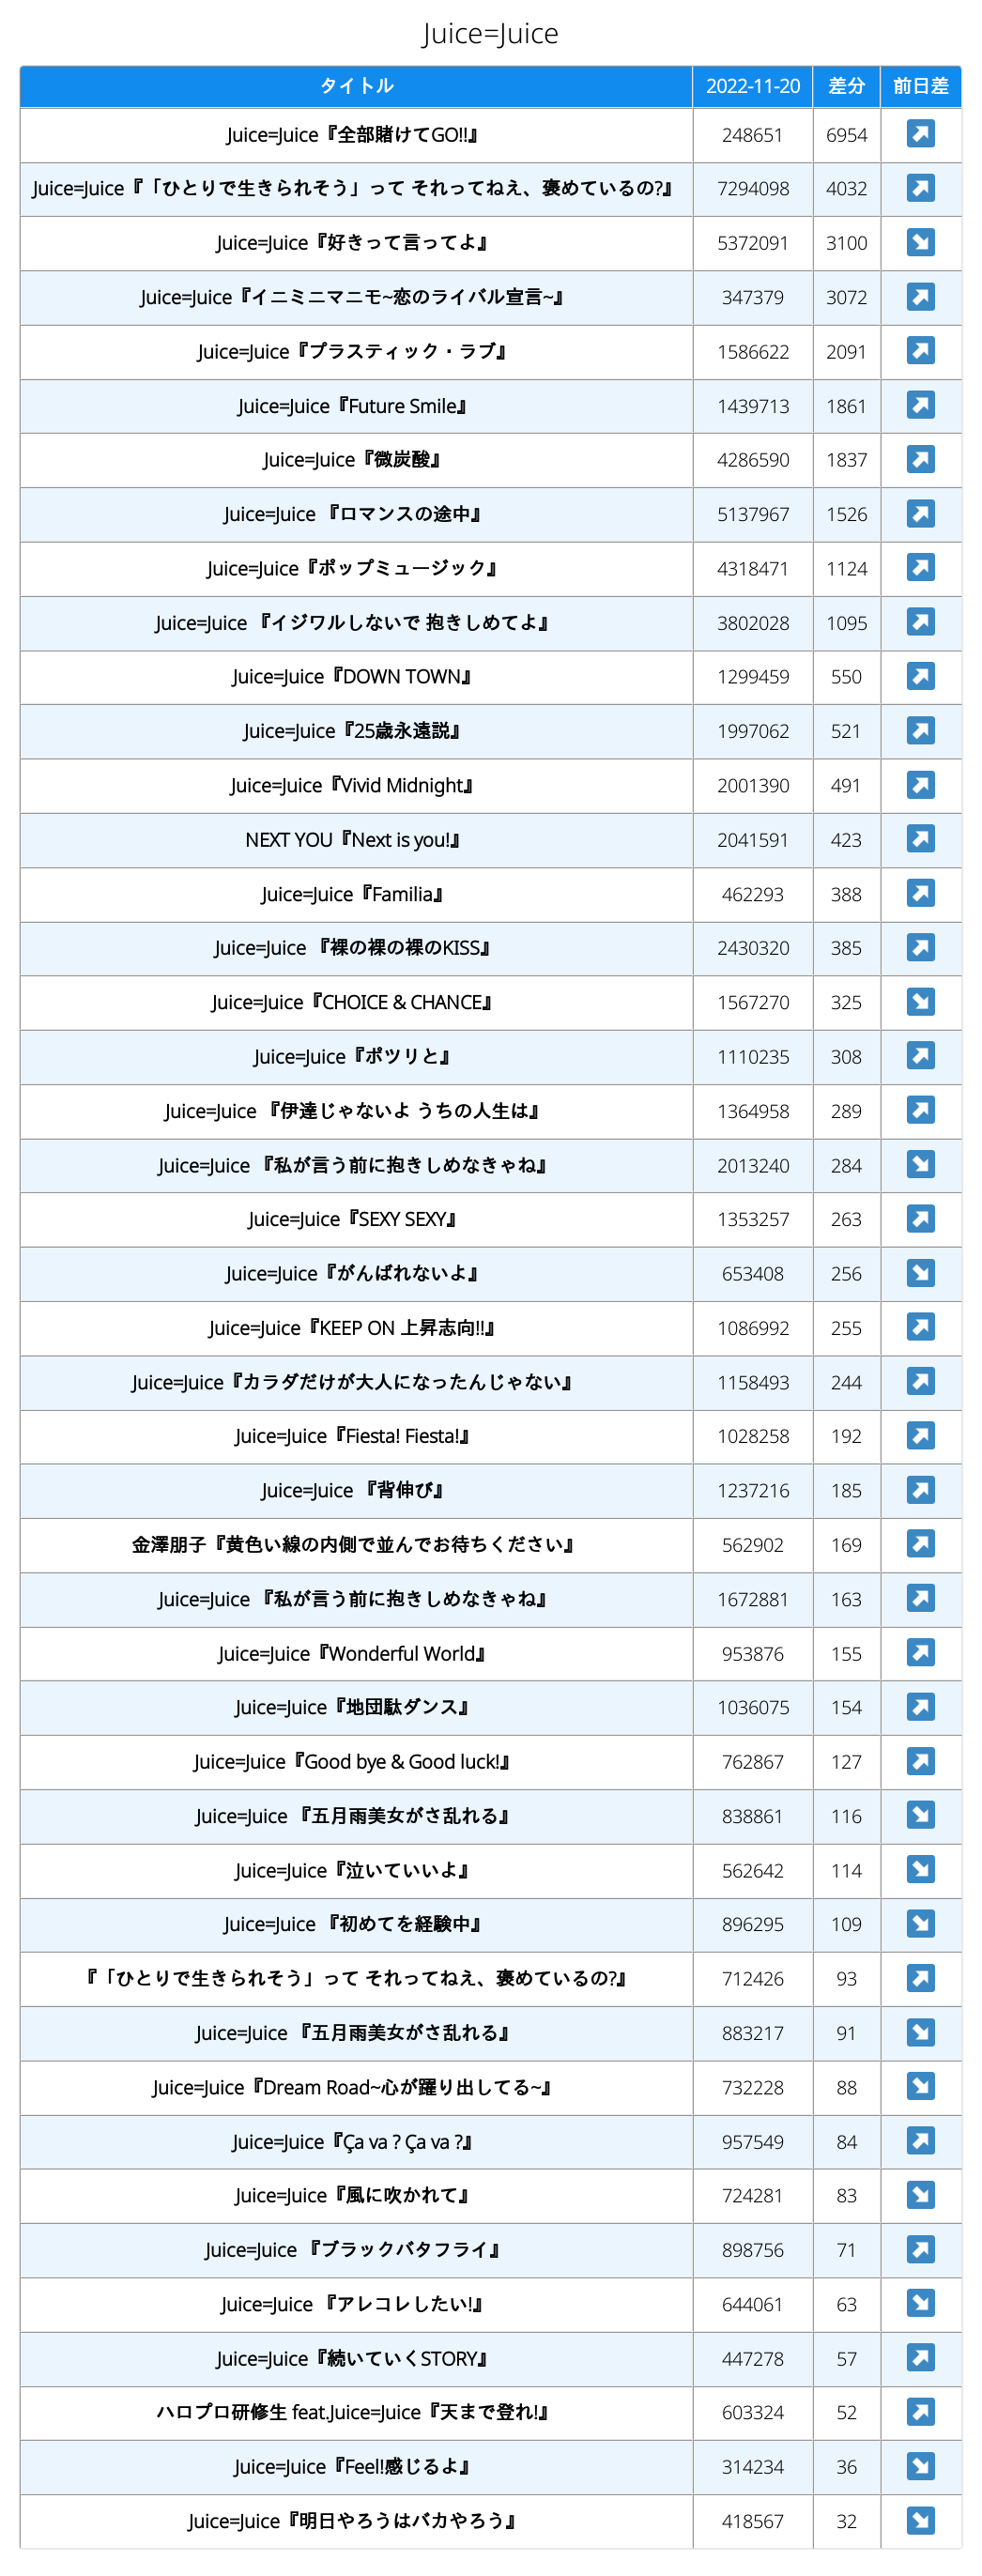 Juice=Juice
タイトル 2022-11-20 差分 前日差
Juice=Juice『全部賭けてGO!!』 248651 6954 ↗
Juice=Juice『「ひとりで生きられそう」って それってねえ、褒めているの?』 7294098 4032 ↗
Juice=Juice『好きって言ってよ』 5372091 3100 ↘
Juice=Juice『イニミニマニモ~恋のライバル宣言~』 347379 3072 ↗
Juice=Juice『プラスティック・ラブ』 1586622 2091 ↗
Juice=Juice『Future Smile』 1439713 1861 ↗
Juice=Juice『微炭酸』 4286590 1837 ↗
Juice=Juice 『ロマンスの途中』 5137967 1526 ↗
Juice=Juice『ポップミュージック』 4318471 1124 ↗
Juice=Juice 『イジワルしないで 抱きしめてよ』 3802028 1095 ↗
Juice=Juice『DOWN TOWN』 1299459 550 ↗
Juice=Juice『25歳永遠説』 1997062 521 ↗
Juice=Juice『Vivid Midnight』 2001390 491 ↗
NEXT YOU『Next is you!』 2041591 423 ↗
Juice=Juice『Familia』 462293 388 ↗
Juice=Juice 『裸の裸の裸のKISS』 2430320 385 ↗
Juice=Juice『CHOICE & CHANCE』 1567270 325 ↘
Juice=Juice『ポツリと』 1110235 308 ↗
Juice=Juice 『伊達じゃないよ うちの人生は』 1364958 289 ↗
Juice=Juice 『私が言う前に抱きしめなきゃね』 2013240 284 ↘
Juice=Juice『SEXY SEXY』 1353257 263 ↗
Juice=Juice『がんばれないよ』 653408 256 ↘
Juice=Juice『KEEP ON 上昇志向!!』 1086992 255 ↗
Juice=Juice『カラダだけが大人になったんじゃない』 1158493 244 ↗
Juice=Juice『Fiesta! Fiesta!』 1028258 192 ↗
Juice=Juice 『背伸び』 1237216 185 ↗
金澤朋子『黄色い線の内側で並んでお待ちください』 562902 169 ↗
Juice=Juice 『私が言う前に抱きしめなきゃね』 1672881 163 ↗
Juice=Juice『Wonderful World』 953876 155 ↗
Juice=Juice『地団駄ダンス』 1036075 154 ↗
Juice=Juice『Good bye & Good luck!』 762867 127 ↗
Juice=Juice 『五月雨美女がさ乱れる』 838861 116 ↘
Juice=Juice『泣いていいよ』 562642 114 ↘
Juice=Juice 『初めてを経験中』 896295 109 ↘
『「ひとりで生きられそう」って それってねえ、褒めているの?』 712426 93 ↗
Juice=Juice 『五月雨美女がさ乱れる』 883217 91 ↘
Juice=Juice『Dream Road~心が躍り出してる~』 732228 88 ↘
Juice=Juice『Ça va ? Ça va ?』 957549 84 ↗
Juice=Juice『風に吹かれて』 724281 83 ↘
Juice=Juice 『ブラックバタフライ』 898756 71 ↗
Juice=Juice 『アレコレしたい!』 644061 63 ↘
Juice=Juice『続いていくSTORY』 447278 57 ↗
ハロプロ研修生 feat.Juice=Juice『天まで登れ!』 603324 52 ↗
Juice=Juice『Feel!感じるよ』 314234 36 ↘
Juice=Juice『明日やろうはバカやろう』 418567 32 ↘